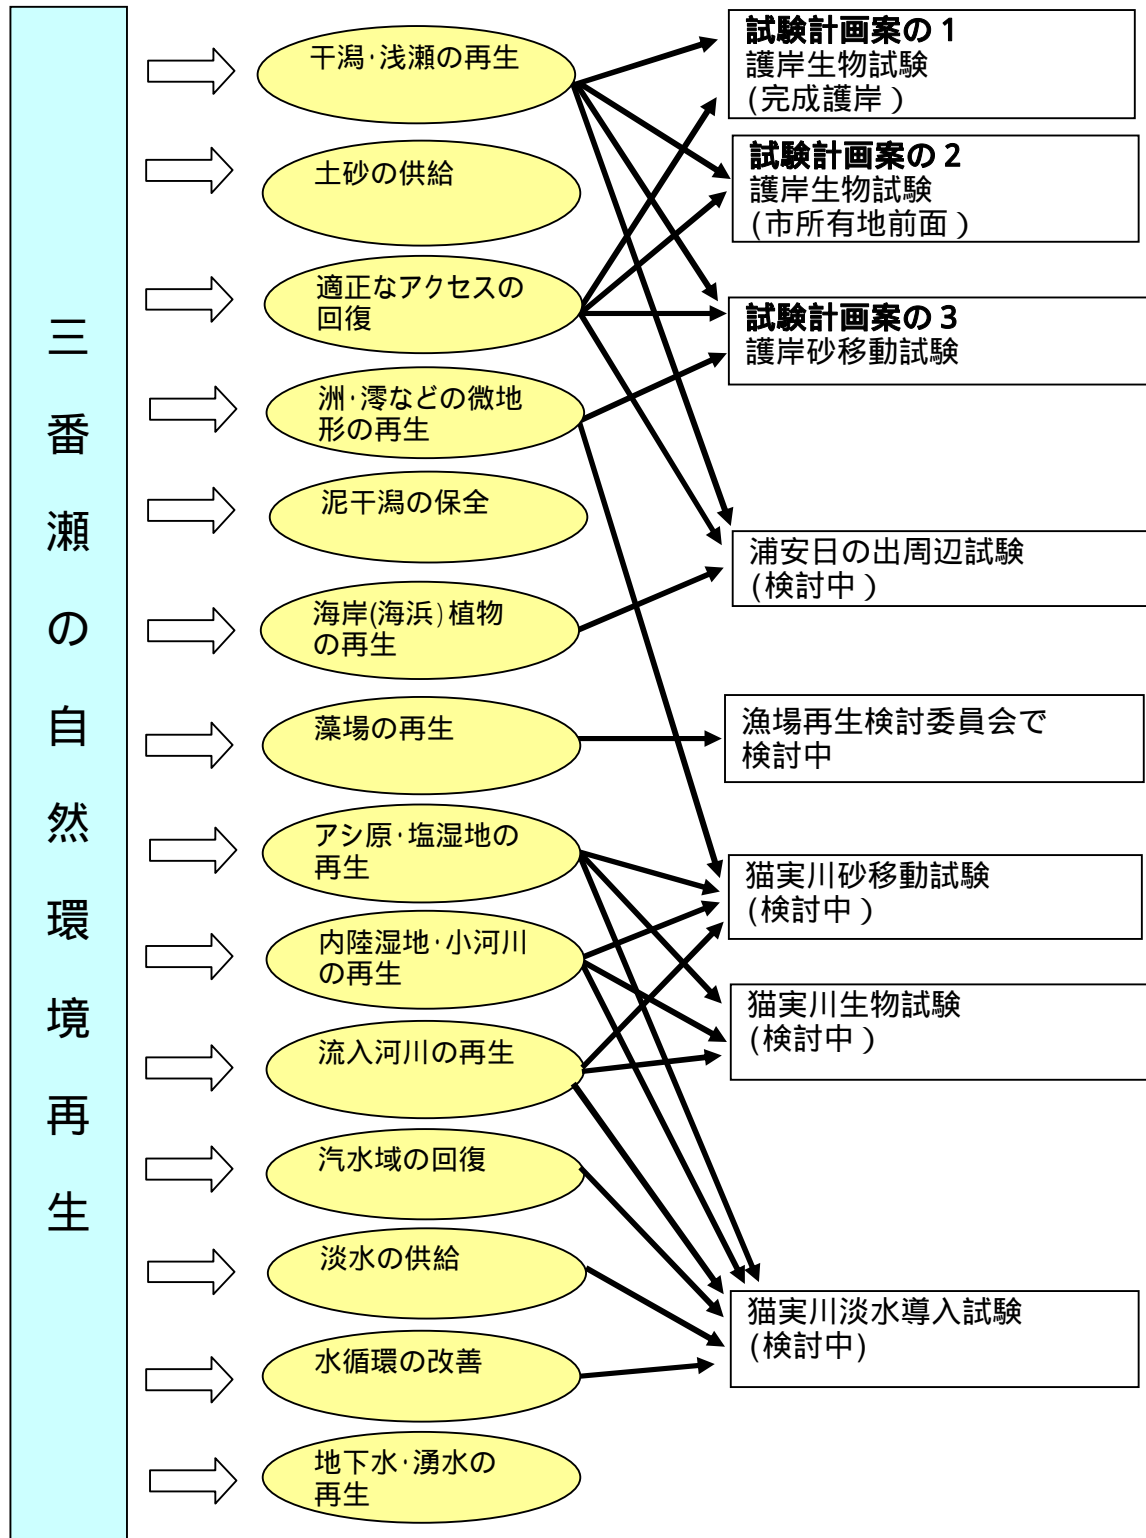 三番瀬の自然環境再生
干潟・浅瀬の再生
土砂の供給
適正なアクセスの
回復
洲・澪などの微地
形の再生
泥干潟の保全
海岸(海浜)植物
の再生
藻場の再生
アシ原・塩湿地の
再生
内陸湿地・小河川
の再生
流入河川の再生
汽水域の回復
淡水の供給
水循環の改善
地下水・湧水の
再生
試験計画案の1
護岸生物試験
(完成護岸)
試験計画案の2
護岸生物試験
(市所有地前面)
試験計画案の3
護岸砂移動試験
浦安日の出周辺試験
(検討中)
漁場再生検討委員会で
検討中
猫実川砂移動試験
(検討中)
猫実川生物試験
(検討中)
猫実川淡水導入試験
(検討中)